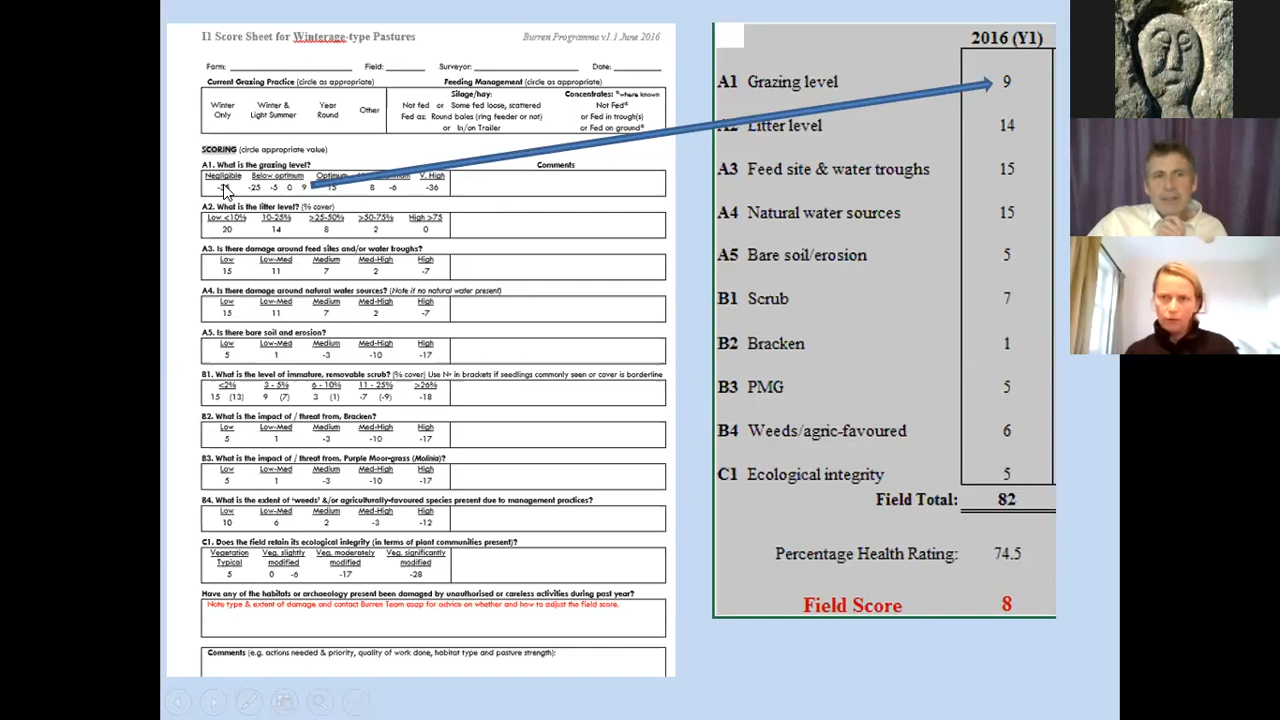 I1 Score Sheet for Winterage-type Pastures
Burren Programme v1.1 June 2016
Farm: Field: Surveyor: Date:
Current Grazing Practice (circle as appropriate)
Feeding Management (circle as appropriate)
Winter Only
Winter & Light Summer
Year Round
Other
Silage/hay:
Not fed or Some fed loose, scattered
Fed as: Round bales (ring feeder or not)
or In/on Trailer
Concentrates: *where known
Not Fed*
or Fed in trough(s)
or Fed on ground*
SCORING (circle appropriate value)
A1. What is the grazing level?
Comments
Negligible Below optimum Optimum V. High
-25 -5 0 9 15 8 -6 -36
A2. What is the litter level? (% cover)
Low <10% 10-25% >25-50% >50-75% High >75
20 14 8 2 0
A3. Is there damage around feed sites and/or water troughs?
Low Low-Med Medium Med-High High
15 11 7 2 -7
A4. Is there damage around natural water sources? (Note if no natural water present)
Low Low-Med Medium Med-High High
15 11 7 2 -7
A5. Is there bare soil and erosion?
Low Low-Med Medium Med-High High
5 1 -3 -10 -17
B1. What is the level of immature, removable scrub? (% cover) Use Nº in brackets if seedlings commonly seen or cover is borderline
<2% 3 - 5% 6 - 10% 11 - 25% >26%
15 (13) 9 (7) 3 (1) -7 (-9) -18
B2. What is the impact of / threat from, Bracken?
Low Low-Med Medium Med-High High
5 1 -3 -10 -17
B3. What is the impact of / threat from, Purple Moor-grass (Molinia)?
Low Low-Med Medium Med-High High
5 1 -3 -10 -17
B4. What is the extent of 'weeds' &/or agriculturally-favoured species present due to management practices?
Low Low-Med Medium Med-High High
10 6 2 -3 -12
C1. Does the field retain its ecological integrity (in terms of plant communities present)?
Vegetation Typical
Veg. slightly modified
Veg. moderately modified
Veg. significantly modified
5 0 -6 -17 -28
Have any of the habitats or archaeology present been damaged by unauthorised or careless activities during past year?
Note type & extent of damage and contact Burren Team asap for advice on whether and how to adjust the field score.
Comments (e.g. actions needed & priority, quality of work done, habitat type and pasture strength):
2016 (Y1)
A1 Grazing level 9
A2 Litter level 14
A3 Feed site & water troughs 15
A4 Natural water sources 15
A5 Bare soil/erosion 5
B1 Scrub 7
B2 Bracken 1
B3 PMG 5
B4 Weeds/agric-favoured 6
C1 Ecological integrity 5
Field Total: 82
Percentage Health Rating: 74.5
Field Score 8